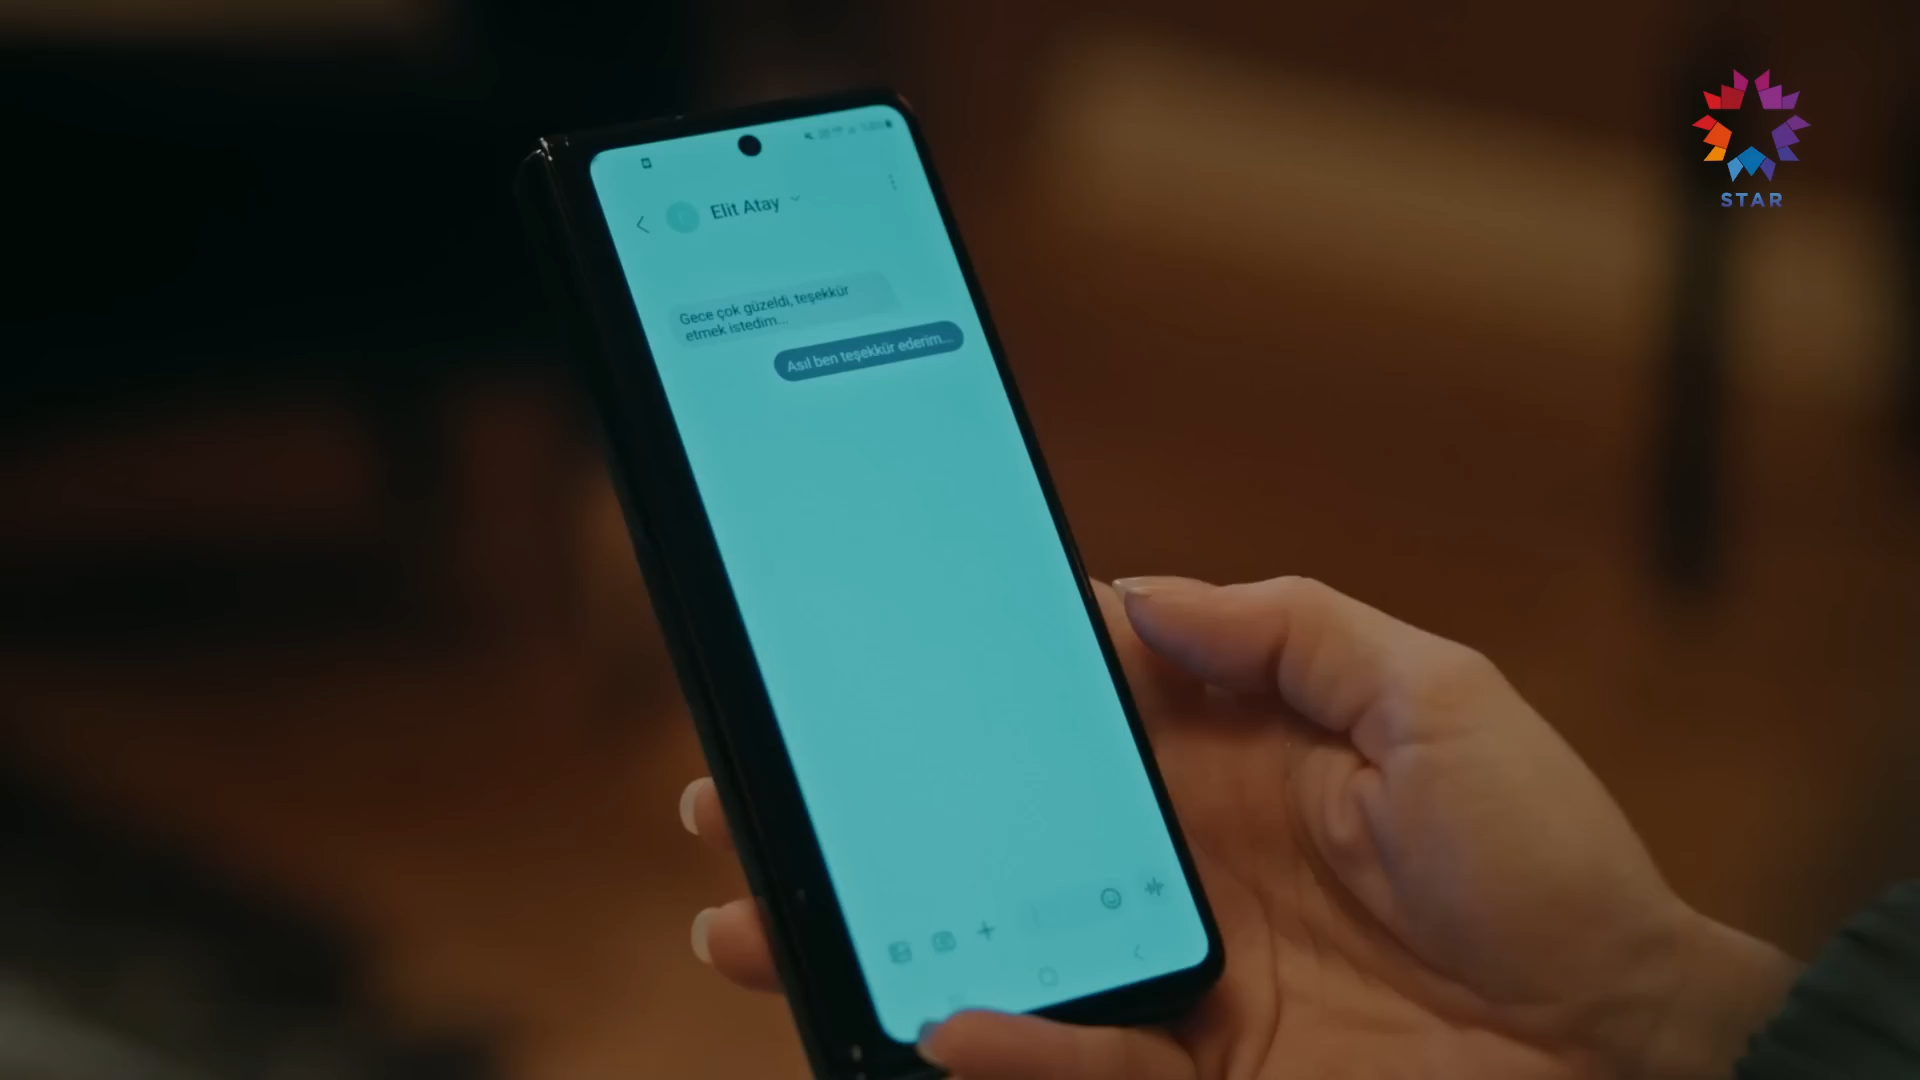 STAR
Elit Atay
Gece çok güzeldi, teşekkür
etmek istedim...
Asıl ben teşekkür ederim...